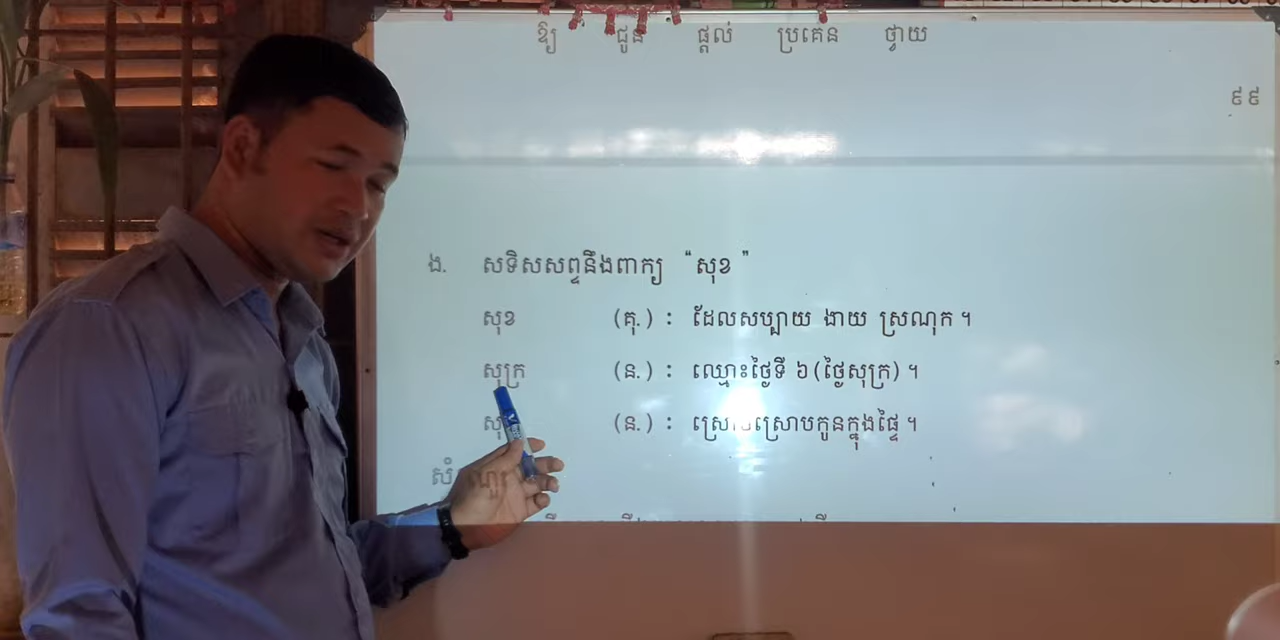 ឱ្យ ជូន ផ្ដល់ ប្រគេន ថ្វាយ
៩៩
ង. សទិសសព្ទនឹងពាក្យ "សុខ"
សុខ (គុ.) : ដែលសប្បាយ ងាយ ស្រណុក ។
សុក្រ (ន.) : ឈ្មោះថ្ងៃទី ៦ (ថ្ងៃសុក្រ) ។
(ន.) : ស្រោមស្រោបកូនក្នុងផ្ទៃ ។